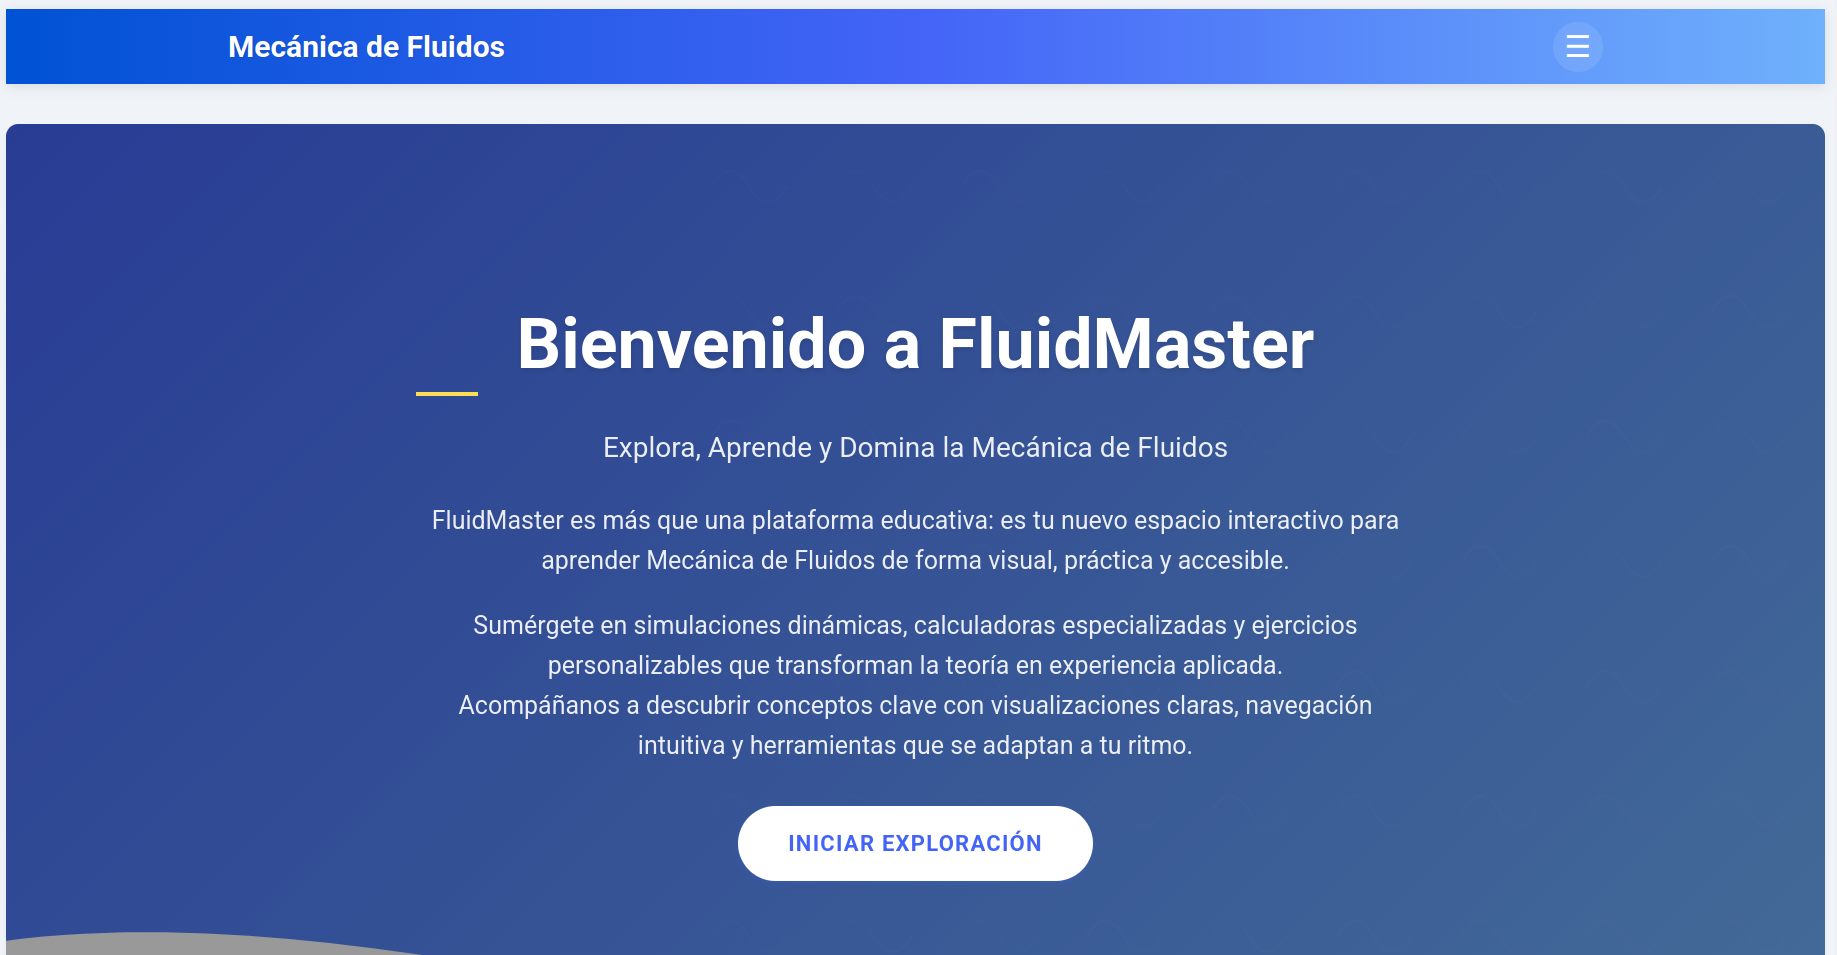 Mecánica de Fluidos
Bienvenido a FluidMaster
Explora, Aprende y Domina la Mecánica de Fluidos
FluidMaster es más que una plataforma educativa: es tu nuevo espacio interactivo para
aprender Mecánica de Fluidos de forma visual, práctica y accesible.
Sumérgete en simulaciones dinámicas, calculadoras especializadas y ejercicios
personalizables que transforman la teoría en experiencia aplicada.
Acompáñanos a descubrir conceptos clave con visualizaciones claras, navegación
intuitiva y herramientas que se adaptan a tu ritmo.
INICIAR EXPLORACIÓN